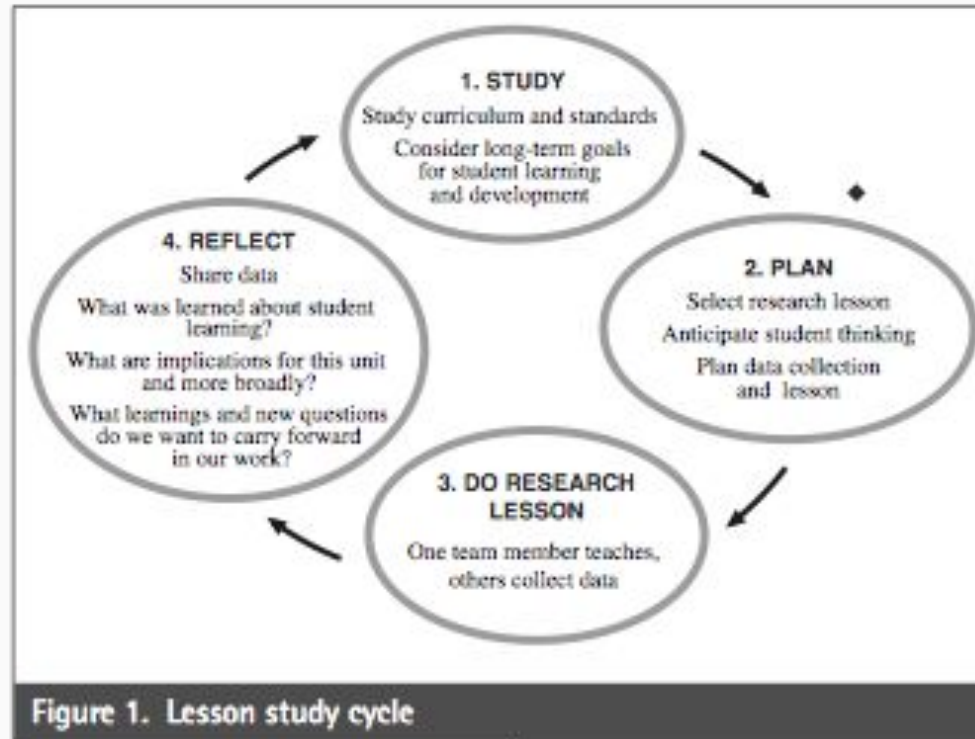 1. STUDY
Study curriculum and standards
Consider long-term goals
for student learning
and development
2. PLAN
Select research lesson
Anticipate student thinking
Plan data collection
and lesson
3. DO RESEARCH
LESSON
One team member teaches,
others collect data
4. REFLECT
Share data
What was learned about student
learning?
What are implications for this unit
and more broadly?
What learnings and new questions
do we want to carry forward
in our work?
Figure 1. Lesson study cycle